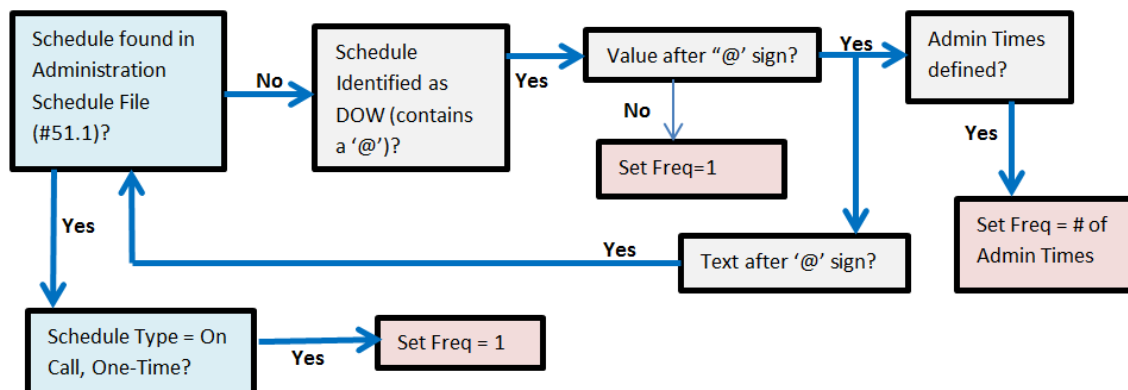 Schedule found in
Administration
Schedule File
(#51.1)?
No
Schedule
Identified as
DOW (contains
a ‘@’)?
Yes
Value after “@’ sign?
Yes
Admin Times
defined?
No
Set Freq=1
Yes
Set Freq = # of
Admin Times
Text after ‘@’ sign?
Yes
Yes
Schedule Type = On
Call, One-Time?
Yes
Set Freq = 1